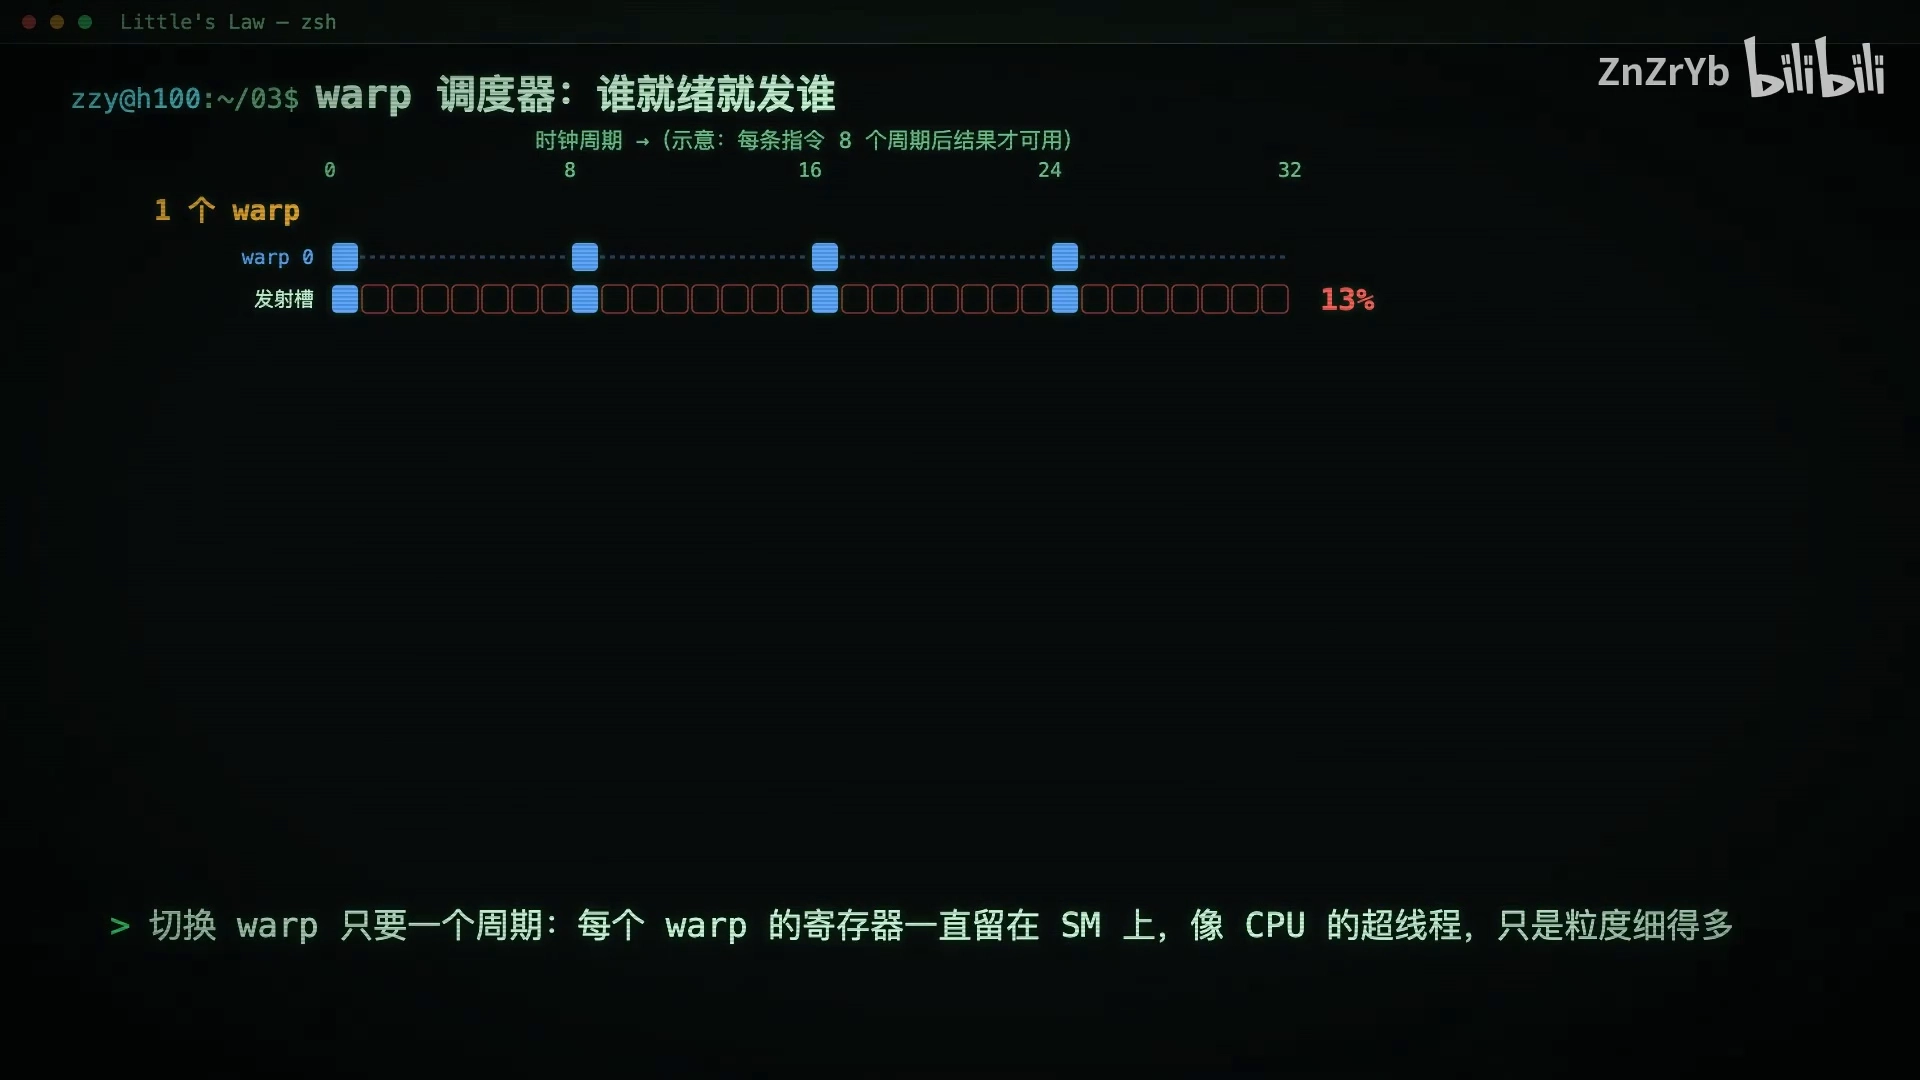 Little's Law — zsh
ZnZrYb bilibili
zzy@h100:~/03$ warp 调度器：谁就绪就发谁
时钟周期 →（示意：每条指令 8 个周期后结果才可用）
0 8 16 24 32
1 个 warp
warp 0
发射槽 13%
> 切换 warp 只要一个周期：每个 warp 的寄存器一直留在 SM 上，像 CPU 的超线程，只是粒度细得多